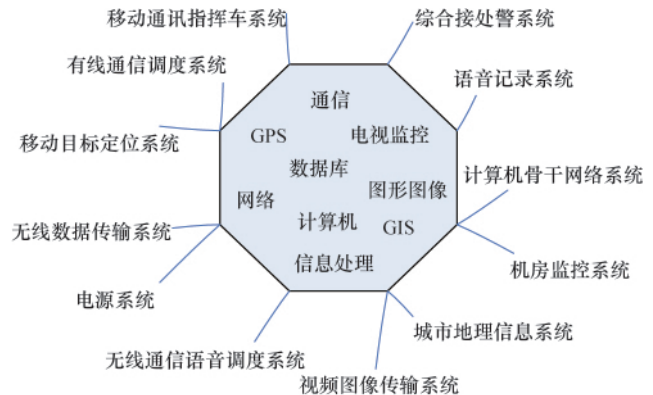 移动通讯指挥车系统
综合接处警系统
有线通信调度系统
语音记录系统
通信
GPS
电视监控
移动目标定位系统
数据库
计算机骨干网络系统
图形图像
网络
计算机
GIS
无线数据传输系统
信息处理
机房监控系统
电源系统
城市地理信息系统
无线通信语音调度系统
视频图像传输系统